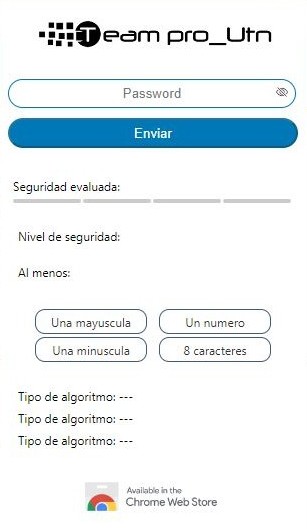 Team pro_Utn
Password
Enviar
Seguridad evaluada:
Nivel de seguridad:
Al menos:
Una mayuscula
Un numero
Una minuscula
8 caracteres
Tipo de algoritmo: ---
Tipo de algoritmo: ---
Tipo de algoritmo: ---
Available in the
Chrome Web Store